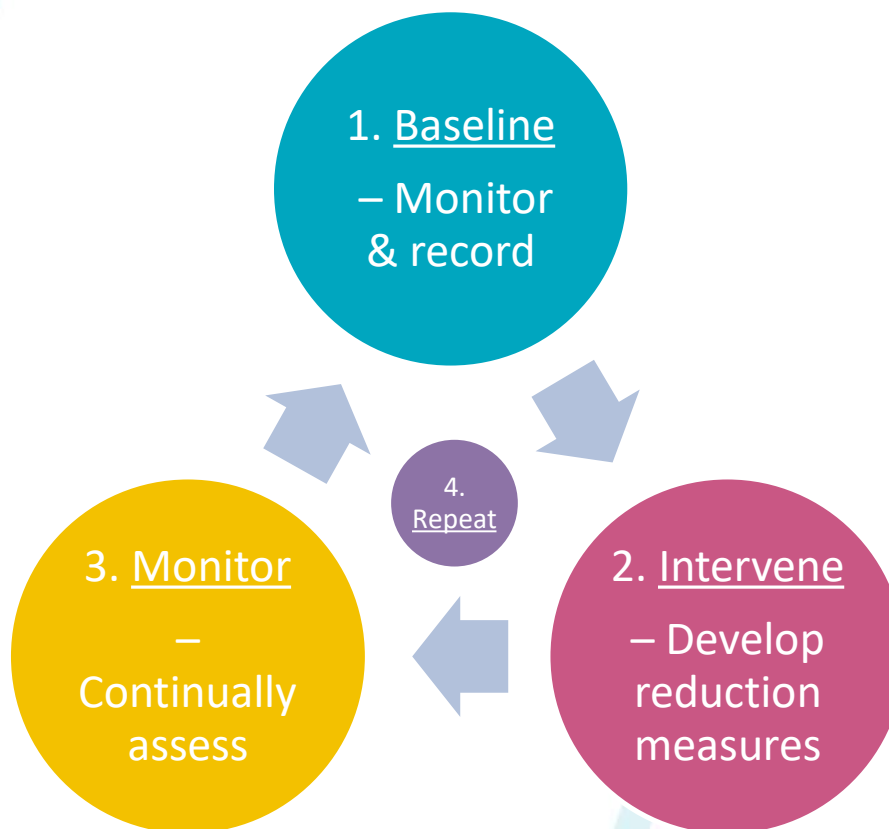 1. Baseline
– Monitor
& record
4.
Repeat
3. Monitor
–
Continually
assess
2. Intervene
– Develop
reduction
measures